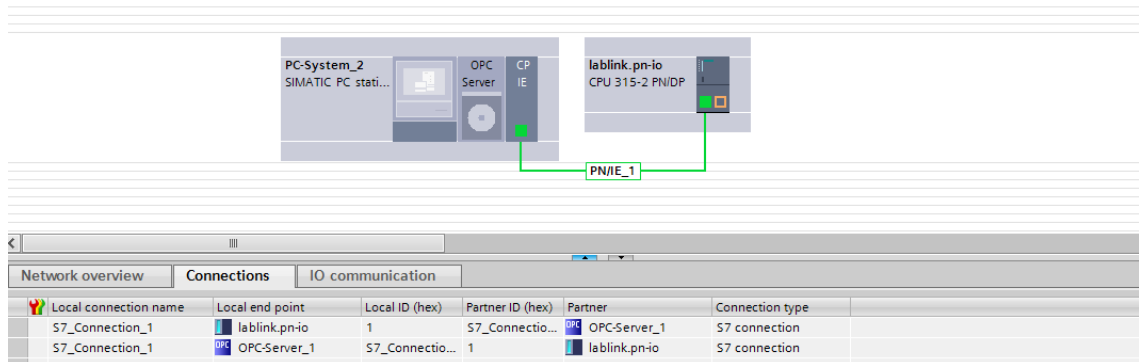 PC-System_2
SIMATIC PC stati...
OPC
Server
CP
IE
lablink.pn-io
CPU 315-2 PN/DP
PN/IE_1
Network overview
Connections
IO communication
Local connection name
Local end point
Local ID (hex)
Partner ID (hex)
Partner
Connection type
S7_Connection_1
lablink.pn-io
1
S7_Connectio...
OPC
OPC-Server_1
S7 connection
S7_Connection_1
OPC
OPC-Server_1
S7_Connectio...
1
lablink.pn-io
S7 connection